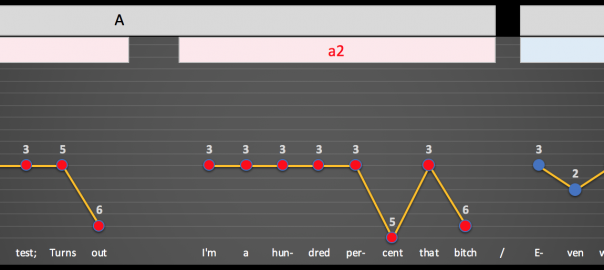 A
a2
3 5 3 3 3 3 3 3 3
2
6 5 6
test; Turns out I'm a hun- dred per- cent that bitch / E- ven